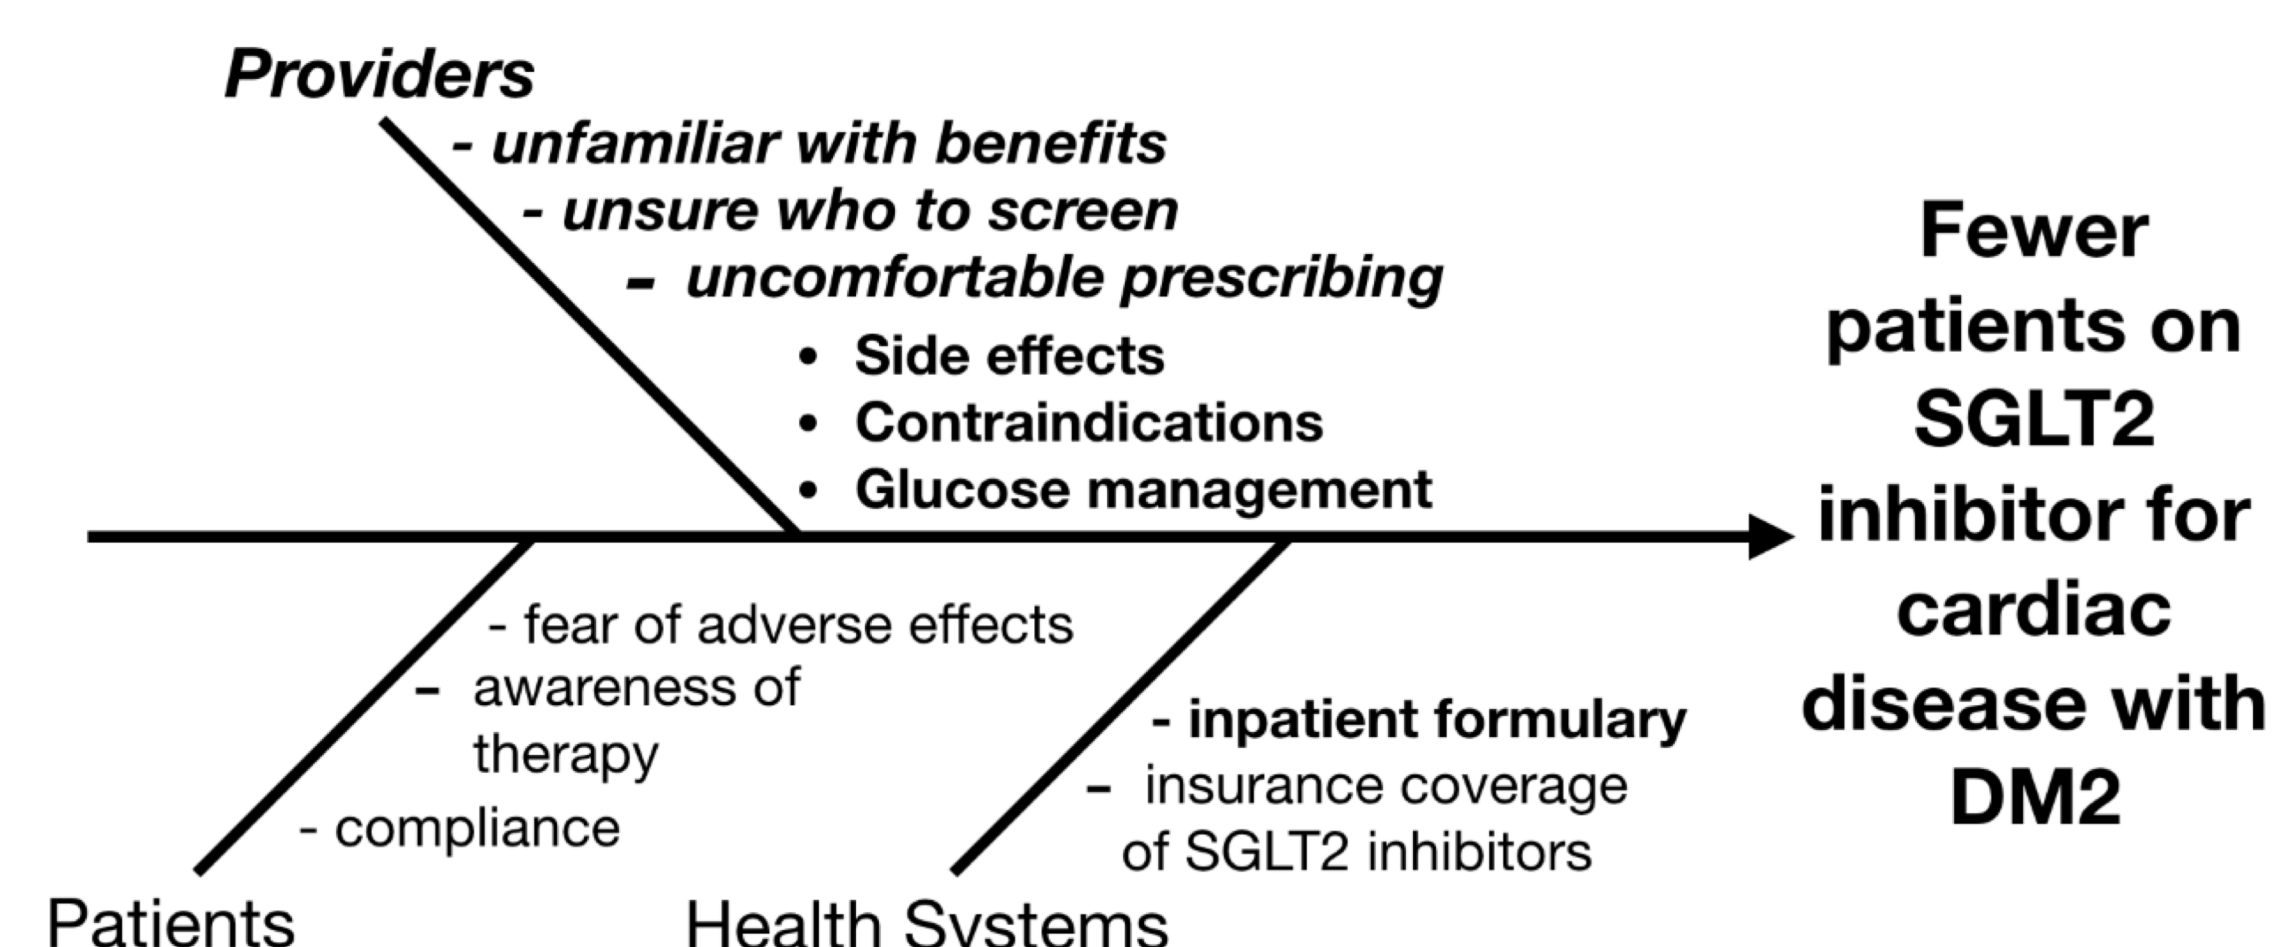 Providers
- unfamiliar with benefits
- unsure who to screen
- uncomfortable prescribing
• Side effects
• Contraindications
• Glucose management
- fear of adverse effects
- awareness of
therapy
- compliance
Patients
- inpatient formulary
- insurance coverage
of SGLT2 inhibitors
Health Systems
Fewer
patients on
SGLT2
inhibitor for
cardiac
disease with
DM2